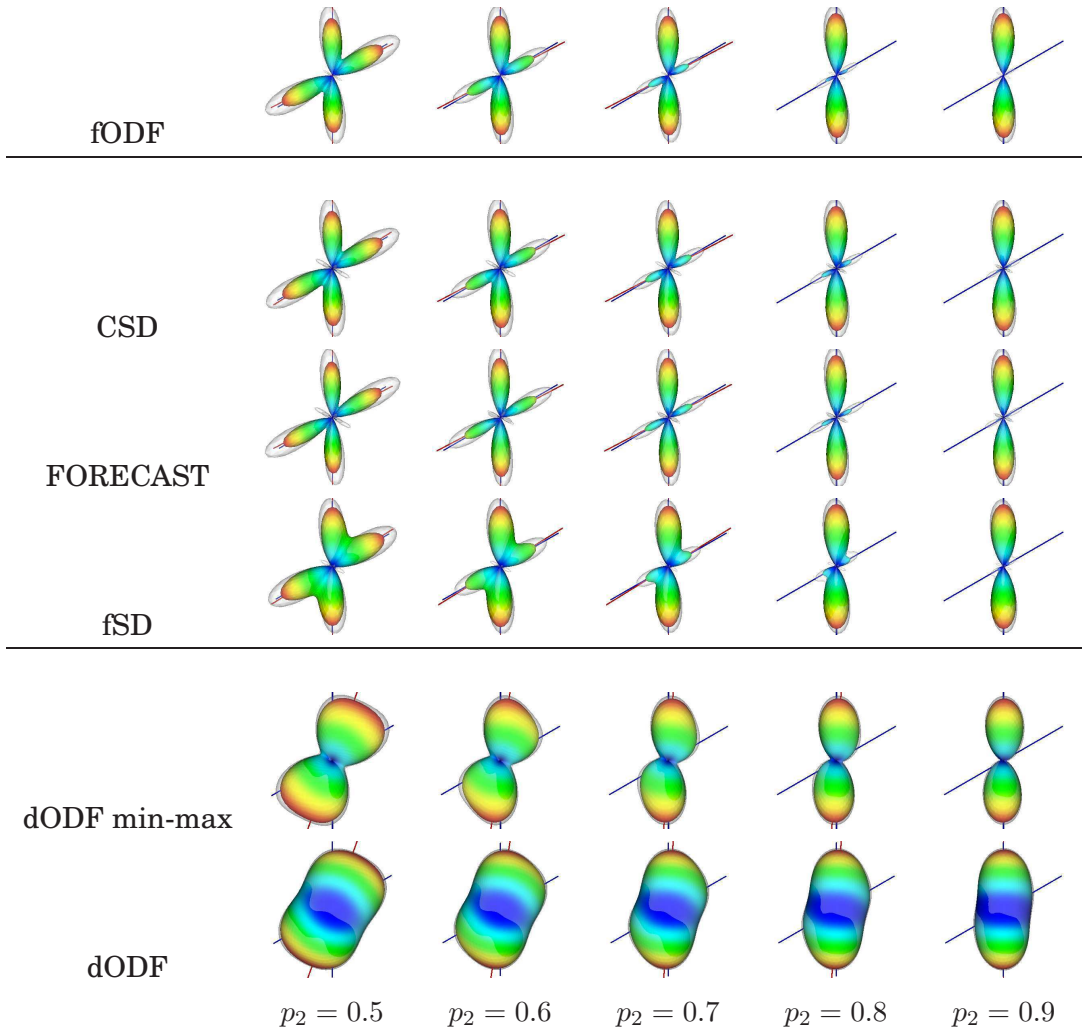 fODF
CSD
FORECAST
fSD
dODF min-max
dODF
p₂ = 0.5 p₂ = 0.6 p₂ = 0.7 p₂ = 0.8 p₂ = 0.9